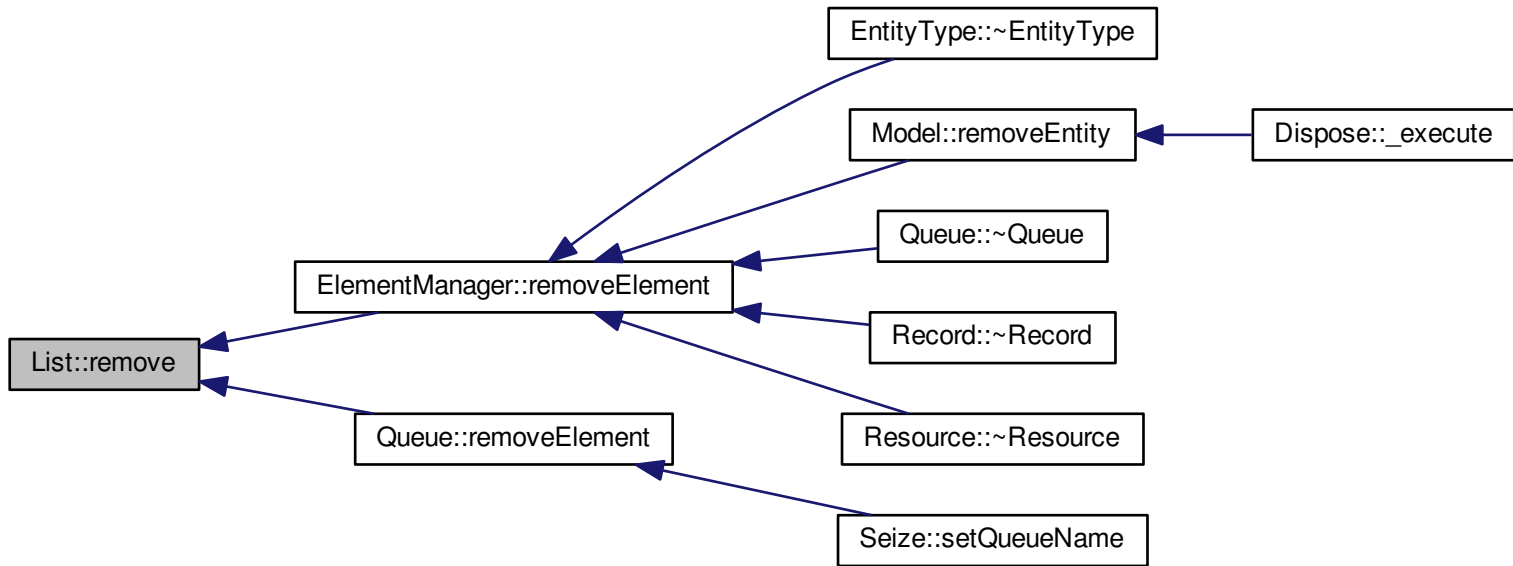 EntityType::~EntityType
Model::removeEntity
Dispose::_execute
Queue::~Queue
ElementManager::removeElement
Record::~Record
List::remove
Queue::removeElement
Resource::~Resource
Seize::setQueueName